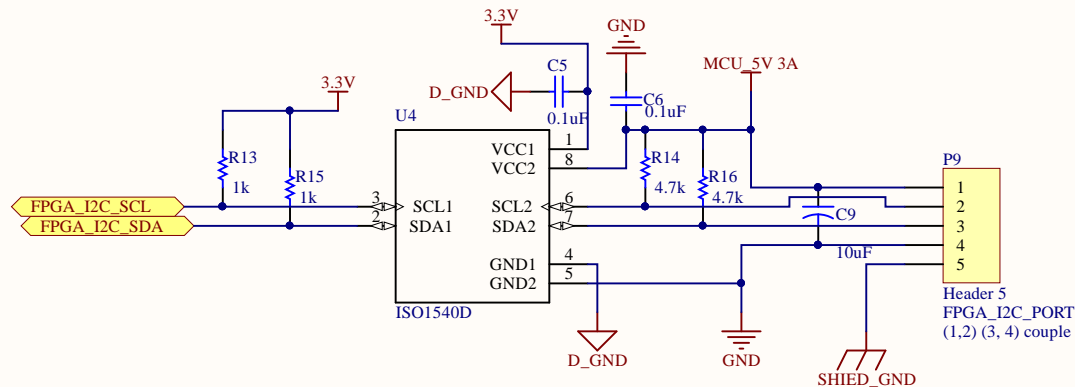 3.3V
GND
MCU_5V 3A
C5
D_GND
0.1uF
C6
0.1uF
3.3V
U4
R13
1k
R15
1k
VCC1
1
VCC2
8
R14
4.7k
R16
4.7k
P9
FPGA_I2C_SCL
3
SCL1
SCL2
6
FPGA_I2C_SDA
2
SDA1
SDA2
7
C9
10uF
1
2
3
4
5
GND1
4
GND2
5
ISO1540D
Header 5
FPGA_I2C_PORT
(1,2) (3, 4) couple
D_GND
GND
SHIED_GND